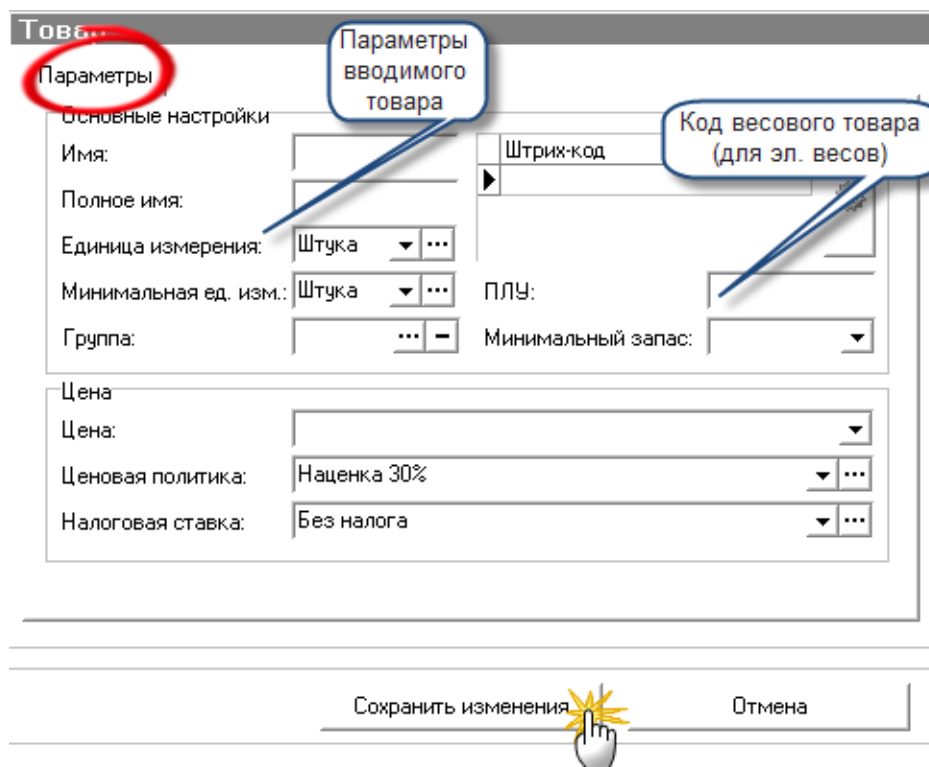 Товар
Параметры
вводимого
товара
Параметры
Основные настройки
Код весового товара
(для эл. весов)
Имя:
Штрих-код
Полное имя:
Единица измерения:
Штука
Минимальная ед. изм.:
Штука
ПЛУ:
Группа:
Минимальный запас:
Цена
Цена:
Ценовая политика:
Наценка 30%
Налоговая ставка:
Без налога
Сохранить изменения
Отмена